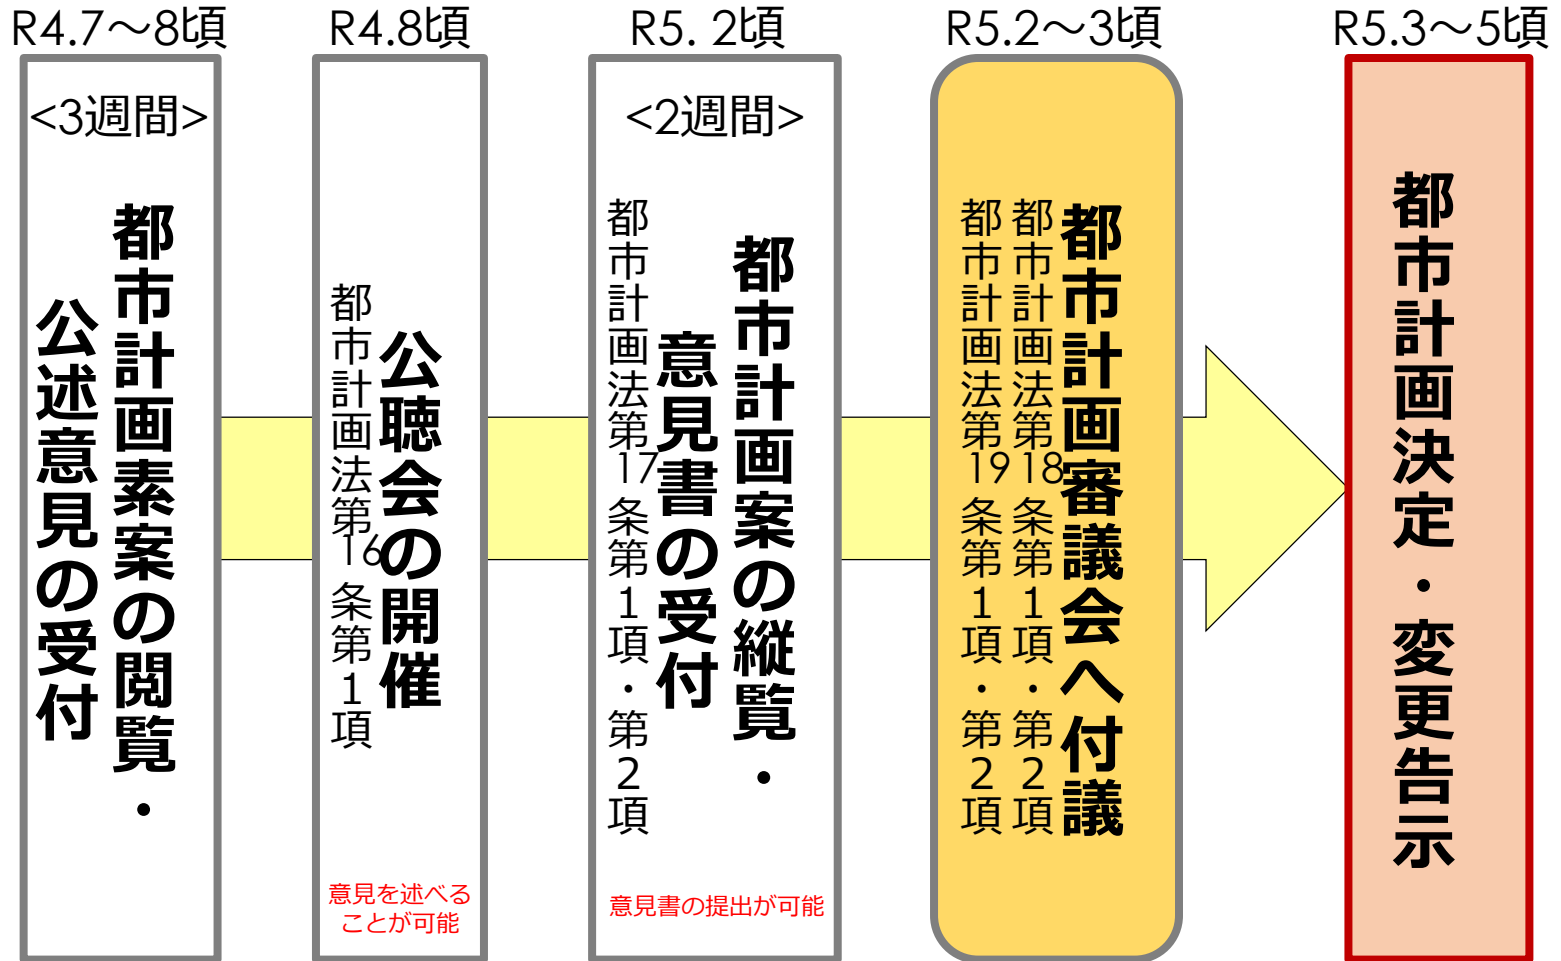 R4.7～8頃
<3週間>
都市計画素案の閲覧・
公述意見の受付
R4.8頃
公聴会の開催
都市計画法第16条第1項
意見を述べる
ことが可能
R5. 2頃
<2週間>
都市計画案の縦覧・
意見書の受付
都市計画法第17条第1項・第2項
意見書の提出が可能
R5.2～3頃
都市計画審議会へ付議
都市計画法第18条第1項・第2項
都市計画法第19条第1項・第2項
R5.3～5頃
都市計画決定・変更告示